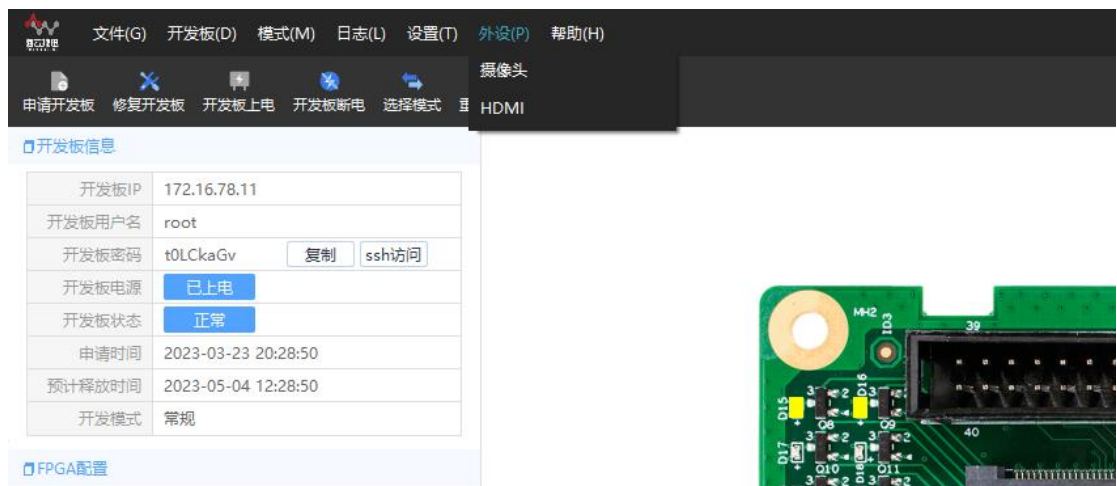 文件(G) 开发板(D) 模式(M) 日志(L) 设置(T) 外设(P) 帮助(H)
摄像头
HDMI
申请开发板 修复开发板 开发板上电 开发板断电 选择模式
开发板信息
开发板IP 172.16.78.11
开发板用户名 root
开发板密码 t0LCkaGv 复制 ssh访问
开发板电源 已上电
开发板状态 正常
申请时间 2023-03-23 20:28:50
预计释放时间 2023-05-04 12:28:50
开发模式 常规
FPGA配置
MH2
ID3
39
40
D15
D16
Q8
Q9
D17
D18
Q10
Q11